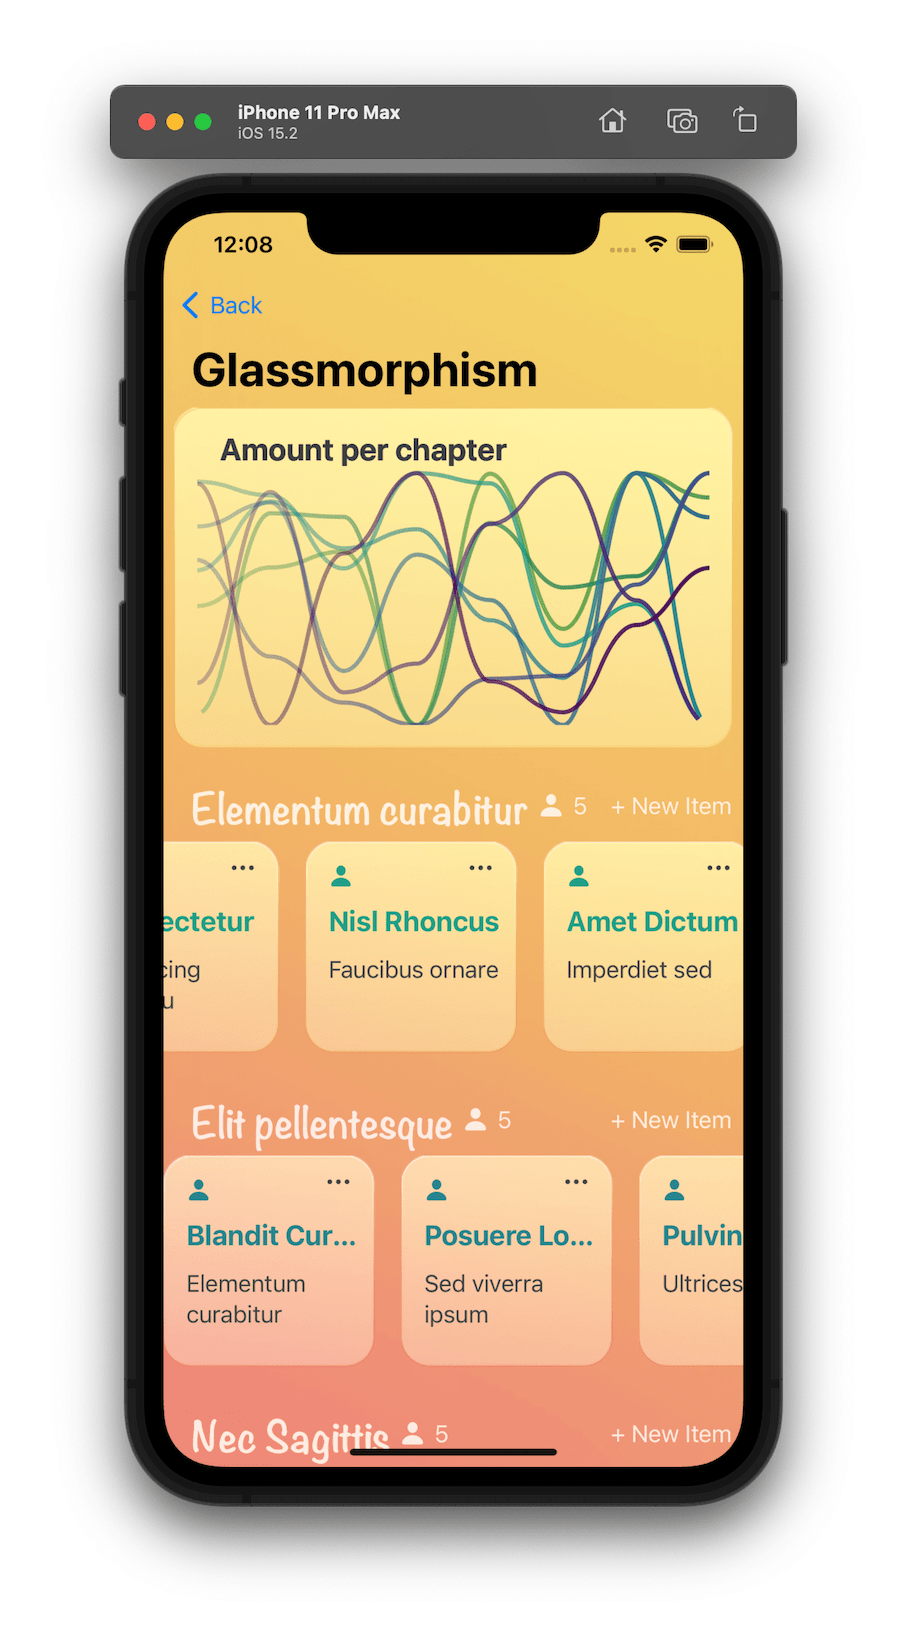 iPhone 11 Pro Max
iOS 15.2
12:08
Back
Glassmorphism
Amount per chapter
Elementum curabitur 5 + New Item
ectetur
cing
u
Nisl Rhoncus
Faucibus ornare
Amet Dictum
Imperdiet sed
Elit pellentesque 5 + New Item
Blandit Cur...
Elementum
curabitur
Posuere Lo...
Sed viverra
ipsum
Pulvin
Ultrices
Nec Sagittis 5 + New Item